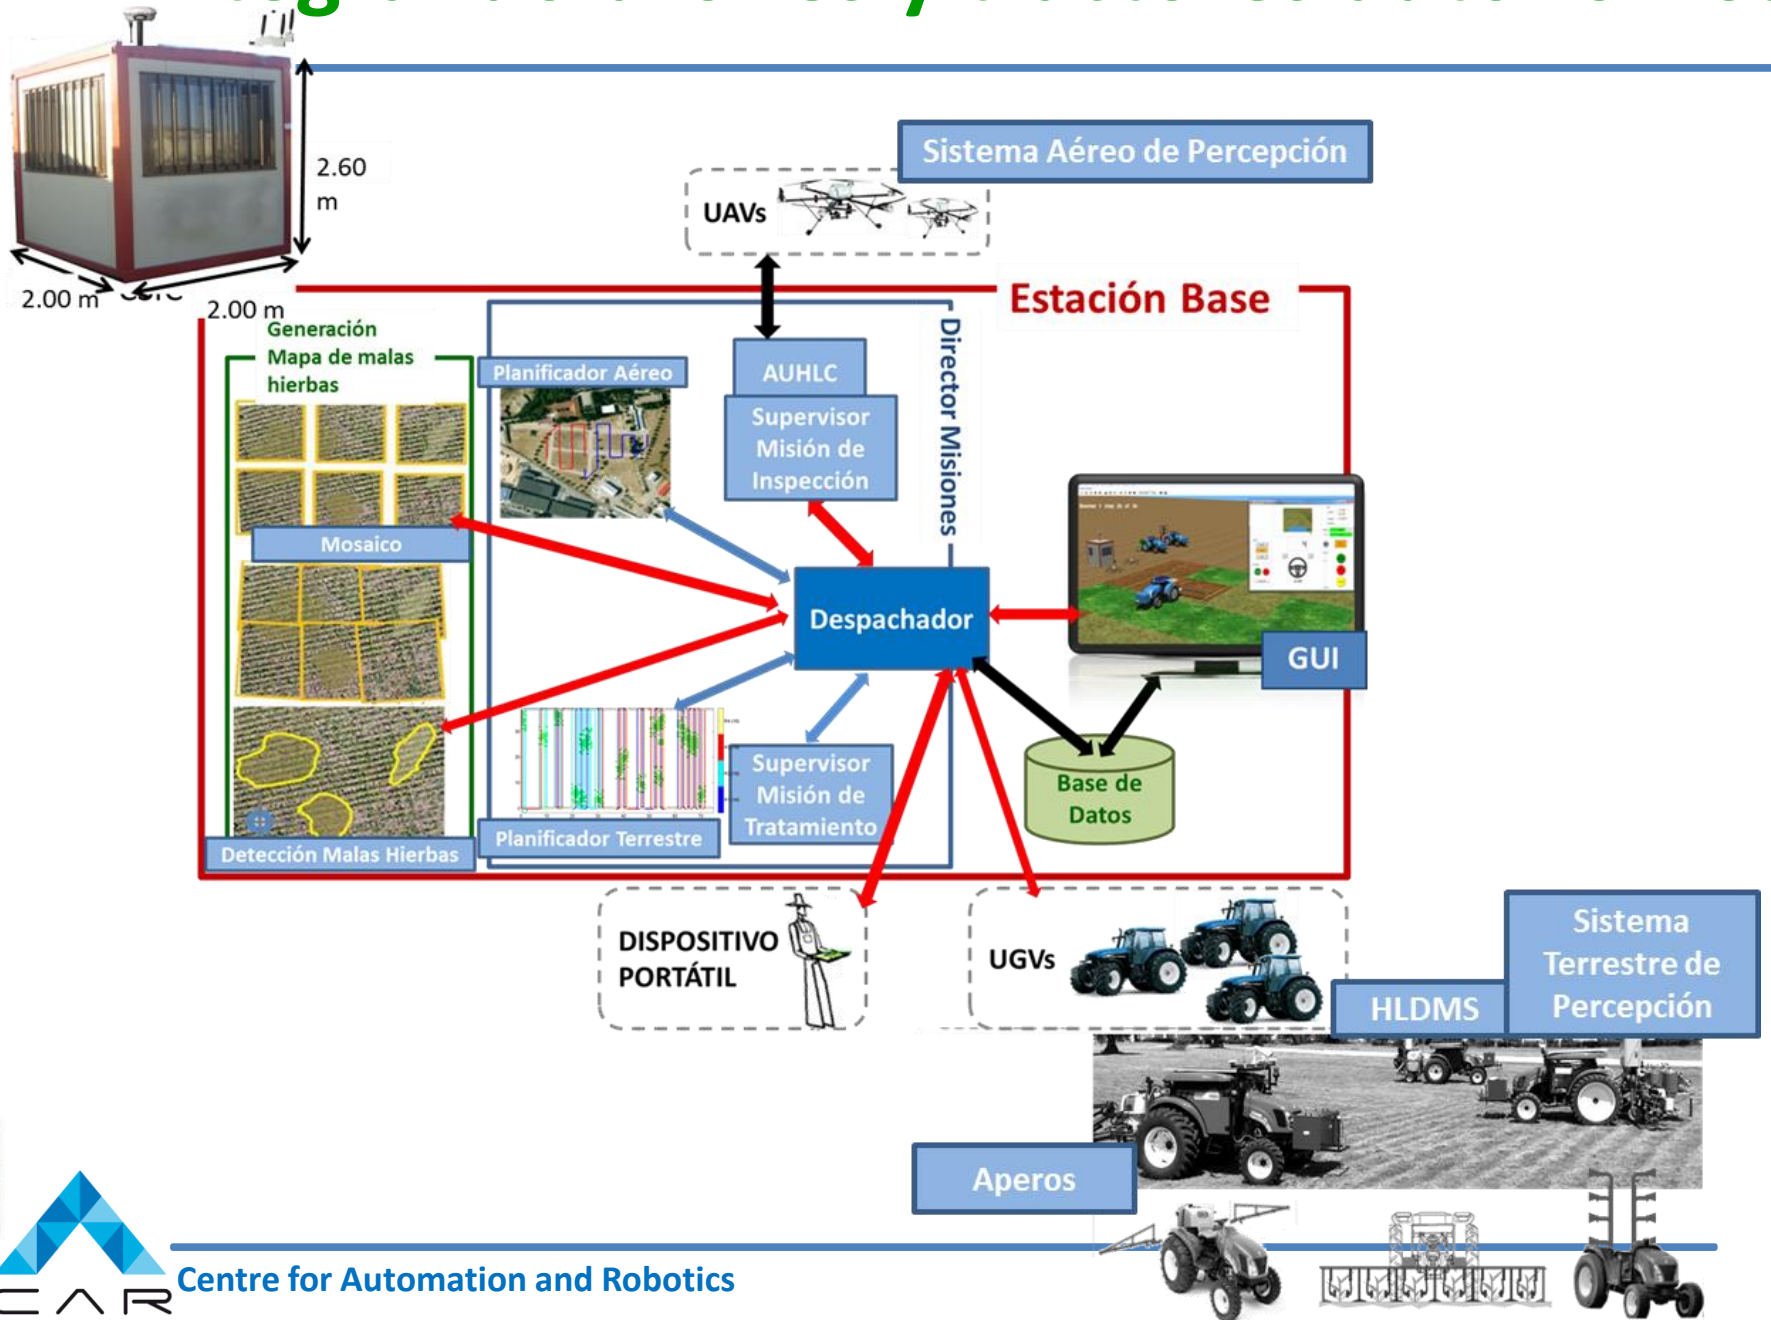 2.60
m
2.00 m
2.00 m
Sistema Aéreo de Percepción
UAVs
Estación Base
Generación
Mapa de malas
hierbas
Director Misiones
Planificador Aéreo
AUHLC
Supervisor
Misión de
Inspección
Mosaico
Despachador
GUI
Supervisor
Misión de
Tratamiento
Base de
Datos
Planificador Terrestre
Detección Malas Hierbas
DISPOSITIVO
PORTÁTIL
UGVs
HLDMS
Sistema
Terrestre de
Percepción
Aperos
Centre for Automation and Robotics
CAR